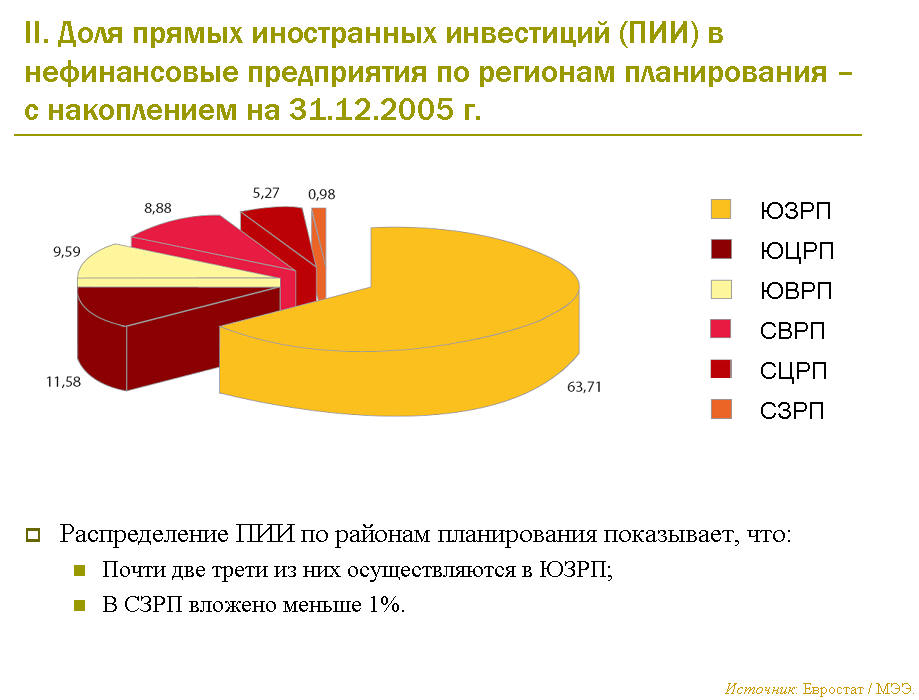 II. Доля прямых иностранных инвестиций (ПИИ) в
нефинансовые предприятия по регионам планирования –
с накоплением на 31.12.2005 г.
5,27
0,98
8,88
9,59
11,58
63,71
ЮЗРП
ЮЦРП
ЮВРП
СВРП
СЦРП
СЗРП
Распределение ПИИ по районам планирования показывает, что:
Почти две трети из них осуществляются в ЮЗРП;
В СЗРП вложено меньше 1%.
Источник: Евростат / МЭЭ.